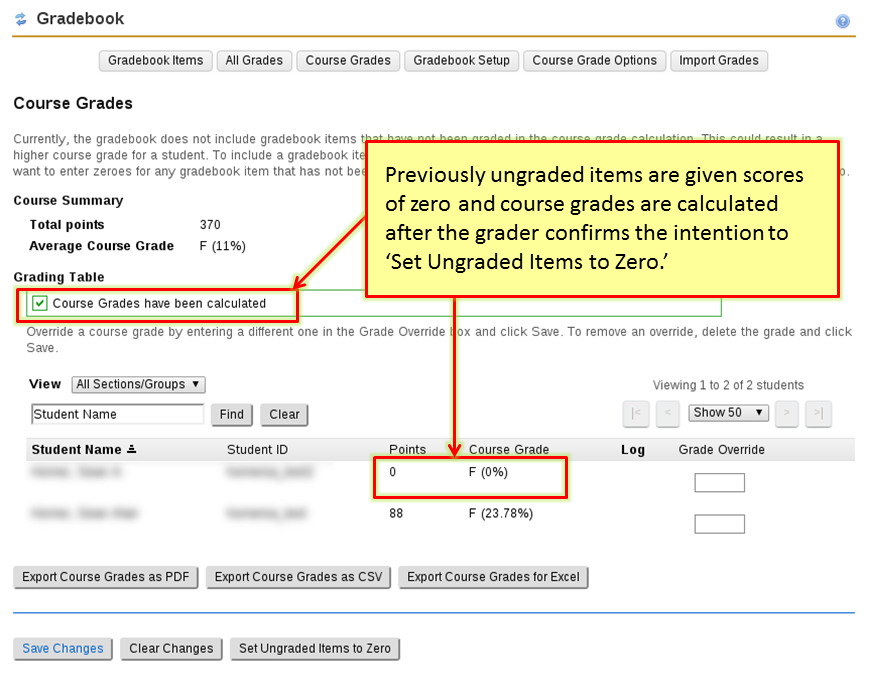 Gradebook
Gradebook Items All Grades Course Grades Gradebook Setup Course Grade Options Import Grades
Course Grades
Currently, the gradebook does not include gradebook items that have not been graded in the course grade calculation. This could result in a
higher course grade for a student. To include a gradebook
want to enter zeroes for any gradebook item that has not
Previously ungraded items are given scores
of zero and course grades are calculated
after the grader confirms the intention to
‘Set Ungraded Items to Zero.’
Course Summary
Total points 370
Average Course Grade F (11%)
Grading Table
Course Grades have been calculated
Override a course grade by entering a different one in the Grade Override box and click Save. To remove an override, delete the grade and click
Save.
View All Sections/Groups ▼
Viewing 1 to 2 of 2 students
Student Name Find Clear |< < Show 50 ▼ > >|
Student Name Student ID Points Course Grade Log Grade Override
0 F (0%)
88 F (23.78%)
Export Course Grades as PDF Export Course Grades as CSV Export Course Grades for Excel
Save Changes Clear Changes Set Ungraded Items to Zero